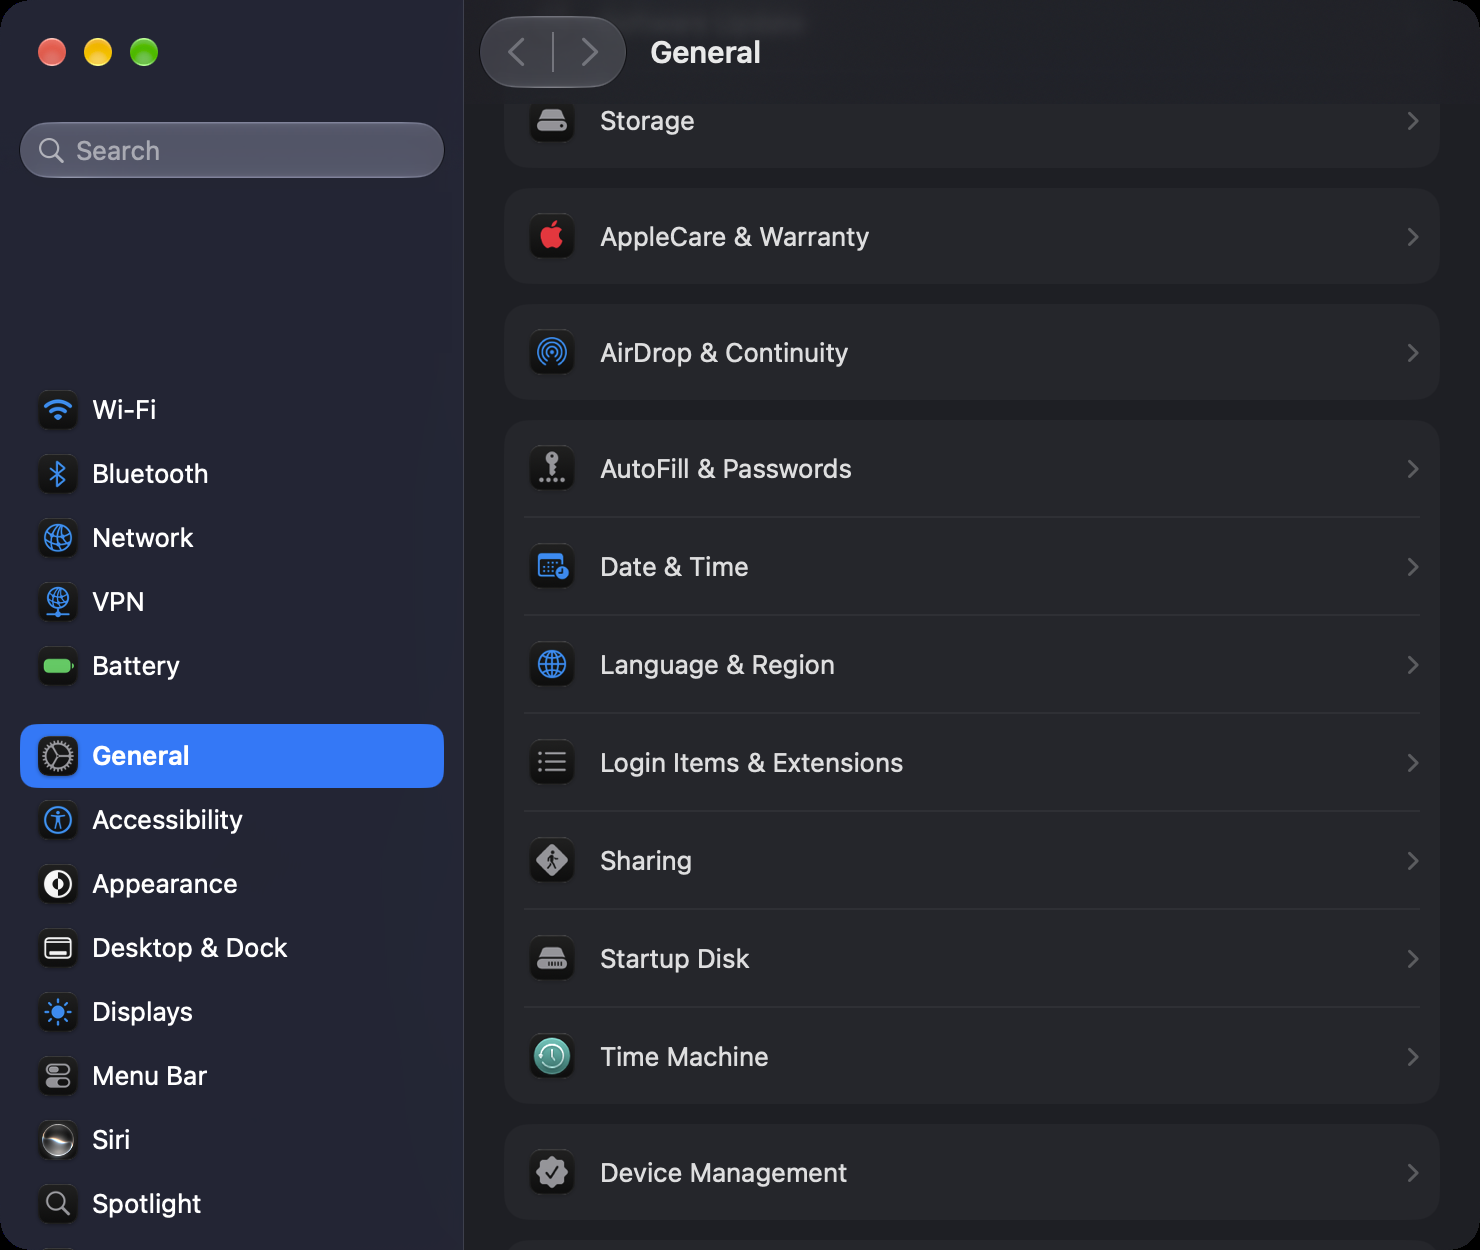 Search
Wi-Fi
Bluetooth
Network
VPN
Battery
General
Accessibility
Appearance
Desktop & Dock
Displays
Menu Bar
Siri
Spotlight
General
Storage
AppleCare & Warranty
AirDrop & Continuity
AutoFill & Passwords
Date & Time
Language & Region
Login Items & Extensions
Sharing
Startup Disk
Time Machine
Device Management